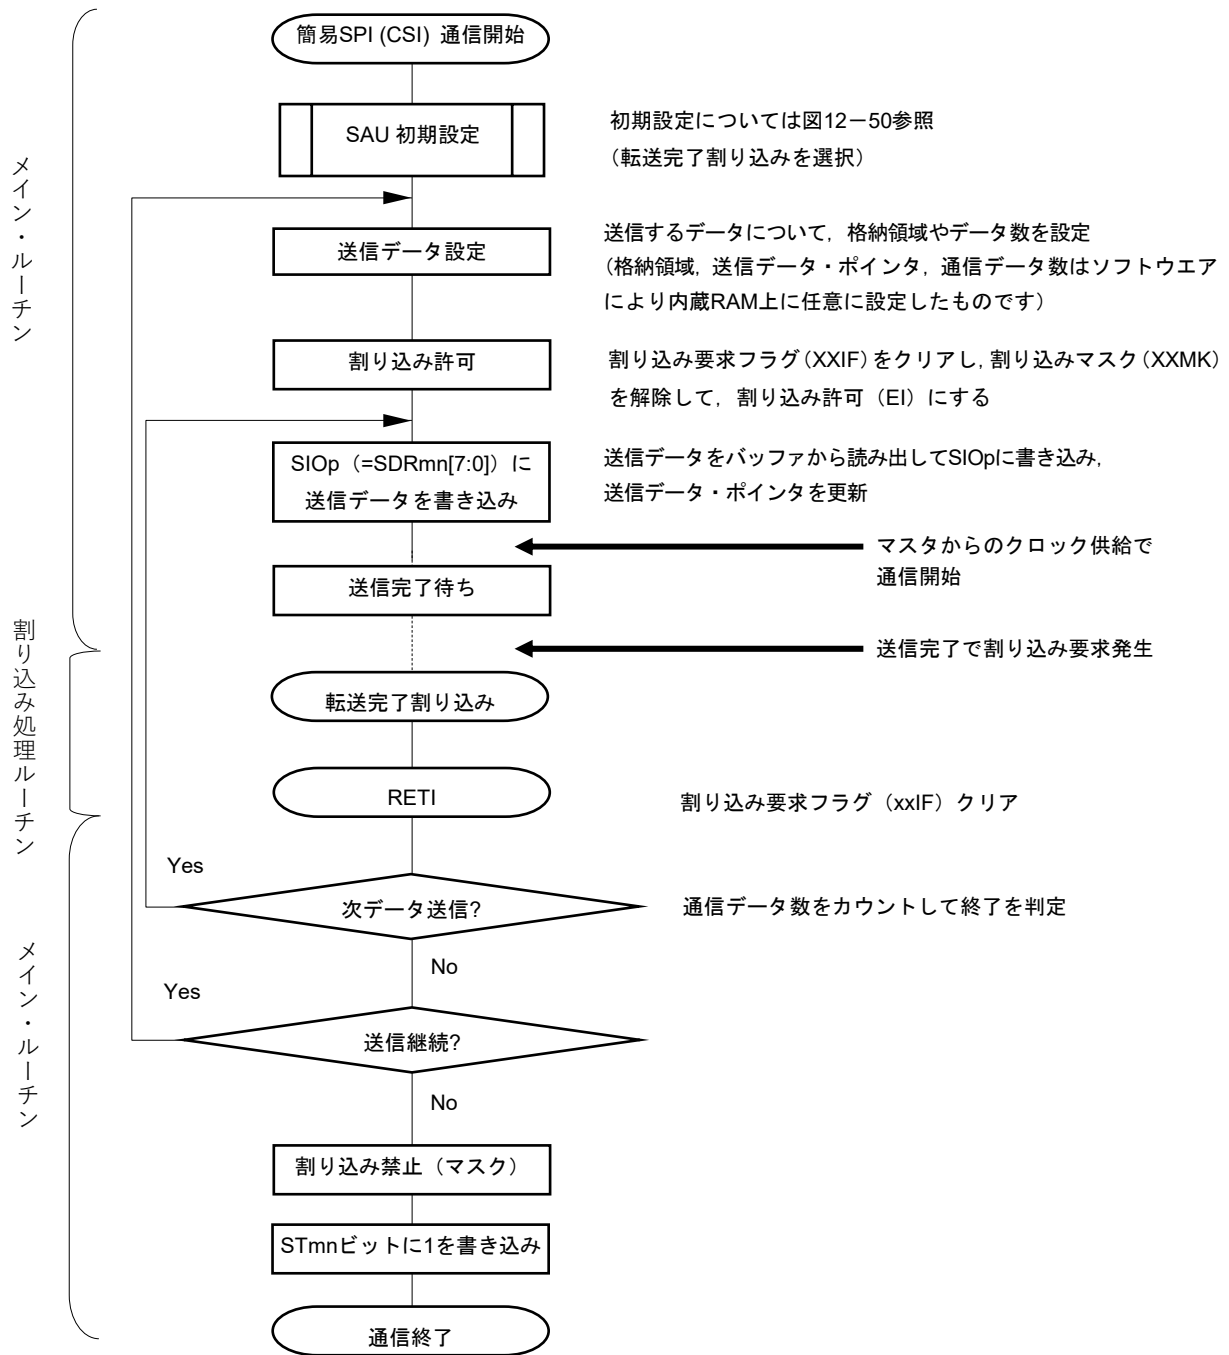 簡易SPI (CSI) 通信開始
SAU 初期設定
初期設定については図12－50参照
（転送完了割り込みを選択）
メイン・ルーチン
送信データ設定
送信するデータについて，格納領域やデータ数を設定
（格納領域，送信データ・ポインタ，通信データ数はソフトウエア
により内蔵RAM上に任意に設定したものです）
割り込み許可
割り込み要求フラグ（XXIF）をクリアし，割り込みマスク（XXMK）
を解除して，割り込み許可（EI）にする
SIOp（=SDRmn[7:0]）に
送信データを書き込み
送信データをバッファから読み出してSIOpに書き込み，
送信データ・ポインタを更新
マスタからのクロック供給で
通信開始
送信完了待ち
送信完了で割り込み要求発生
割り込み処理ルーチン
転送完了割り込み
RETI
割り込み要求フラグ（xxIF）クリア
Yes
次データ送信?
通信データ数をカウントして終了を判定
No
メイン・ルーチン
Yes
送信継続?
No
割り込み禁止（マスク）
STmnビットに1を書き込み
通信終了